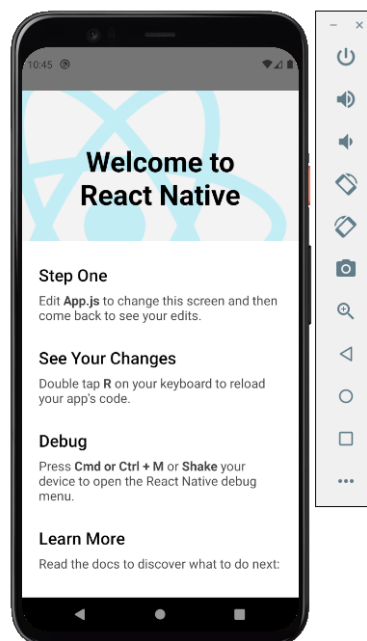 10:45
Welcome to
React Native
Step One
Edit App.js to change this screen and then
come back to see your edits.
See Your Changes
Double tap R on your keyboard to reload
your app's code.
Debug
Press Cmd or Ctrl + M or Shake your
device to open the React Native debug
menu.
Learn More
Read the docs to discover what to do next: